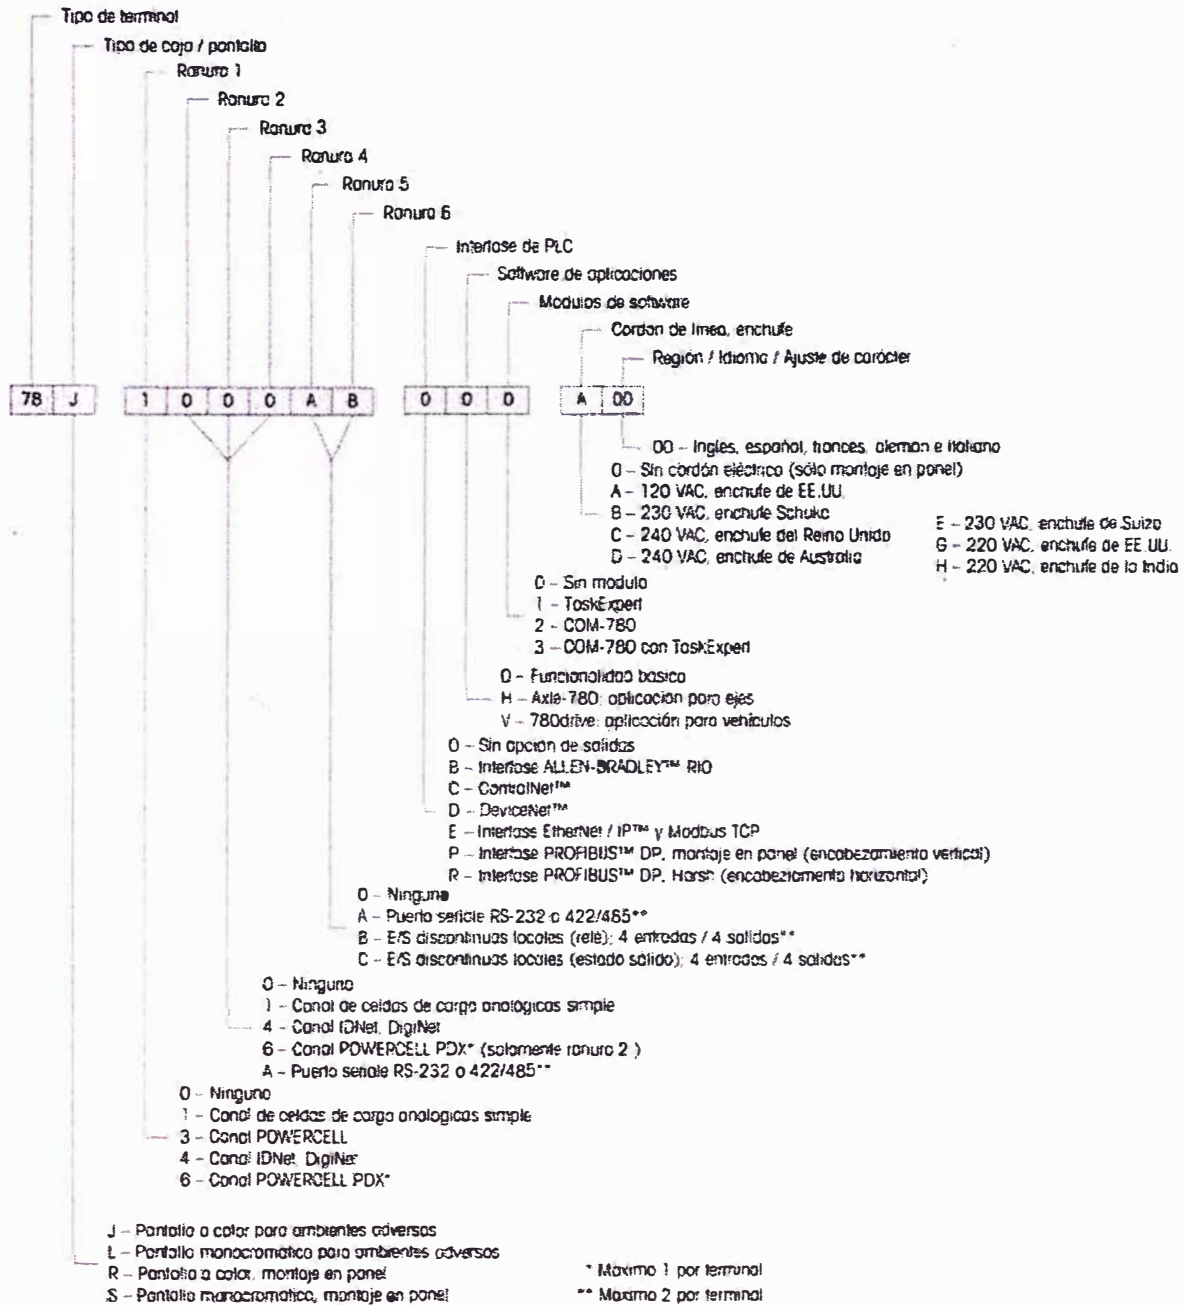 Tipo de terminal
Tipo de caja / pantalla
Ranura 1
Ranura 2
Ranura 3
Ranura 4
Ranura 5
Ranura 6
Interfase de PLC
Software de aplicaciones
Modulos de software
Cordon de linea, enchufe
Región / Idioma / Ajuste de carácter
78 J 1 0 0 0 A B 0 0 0 A 00
00 – Ingles, español, frances, aleman e italiano
0 – Sin cordón eléctrico (sólo montaje en panel)
A – 120 VAC, enchufe de EE.UU.
B – 230 VAC, enchufe Schuko
C – 240 VAC, enchufe del Reino Unido
D – 240 VAC, enchufe de Australia
E – 230 VAC, enchufe de Suiza
G – 220 VAC, enchufe de EE.UU.
H – 220 VAC, enchufe de la India
0 – Sin modulo
1 – TaskExpert
2 – COM-780
3 – COM-780 con TaskExpert
0 – Funcionalidad basica
H – Axle-780: aplicación para ejes
V – 780drive: aplicación para vehículos
0 – Sin opción de salidas
B – Interfase ALLEN-BRADLEY™ RIO
C – ControlNet™
D – DeviceNet™
E – Interfase EtherNet / IP™ y Modbus TCP
P – Interfase PROFIBUS™ DP, montaje en panel (encabezamiento vertical)
R – Interfase PROFIBUS™ DP, Harsh (encabeziamento horizontal)
0 – Ninguna
A – Puerto seriale RS-232 o 422/485**
B – E/S discontinuas locales (relé); 4 entradas / 4 salidas**
C – E/S discontinuas locales (estado sólido); 4 entradas / 4 salidas**
0 – Ninguno
1 – Canal de celdas de carga analógicas simple
4 – Canal IDNet, DigiNet
6 – Canal POWERCELL PDX* (solamente ranura 2 )
A – Puerto seriale RS-232 o 422/485**
0 – Ninguno
1 – Canal de celdas de carga analogicas simple
3 – Canal POWERCELL
4 – Canal IDNet, DigiNet
6 – Canal POWERCELL PDX*
J – Pantalla a color para ambientes adversos
L – Pantalla monocromatica para ambientes adversos
R – Pantalla a color, montaje en panel
S – Pantalla monocromatica, montaje en panel
* Maximo 1 por terminal
** Maximo 2 por terminal